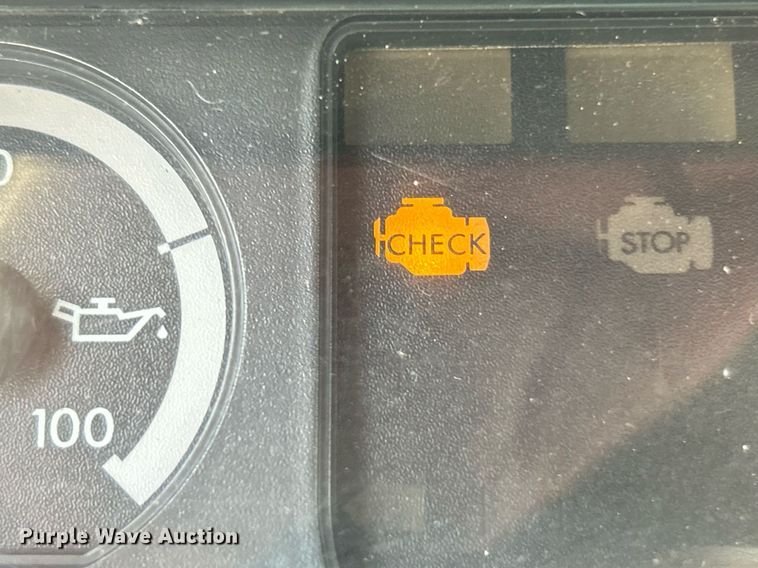 0
CHECK
STOP
100
Purple Wave Auction